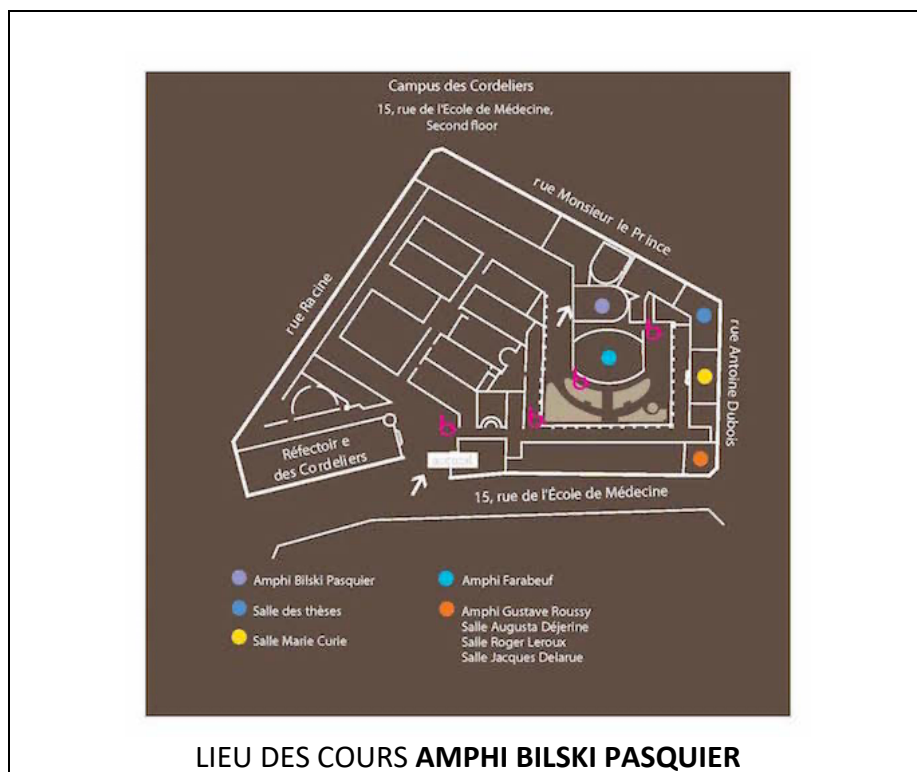 Campus des Cordeliers
15, rue de l'Ecole de Médecine,
Second floor
rue Monsieur le Prince
rue Racine
rue Antoine Dubois
Réfectoire
des Cordeliers
15, rue de l'École de Médecine
Amphi Bilski Pasquier
Amphi Farabeuf
Salle des thèses
Amphi Gustave Roussy
Salle Augusta Déjerine
Salle Marie Curie
Salle Roger Leroux
Salle Jacques Delarue
LIEU DES COURS AMPHI BILSKI PASQUIER